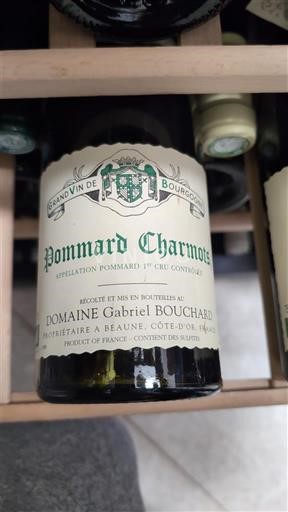 GRAND VIN DE BOURGOGNE
Pommard Charmots
APPELLATION POMMARD 1er CRU CONTRÔLÉE
RÉCOLTÉ ET MIS EN BOUTEILLES AU
DOMAINE Gabriel BOUCHARD
PROPRIÉTAIRE A BEAUNE, CÔTE-D'OR, FRANCE
PRODUCT OF FRANCE - CONTIENT DES SULFITES